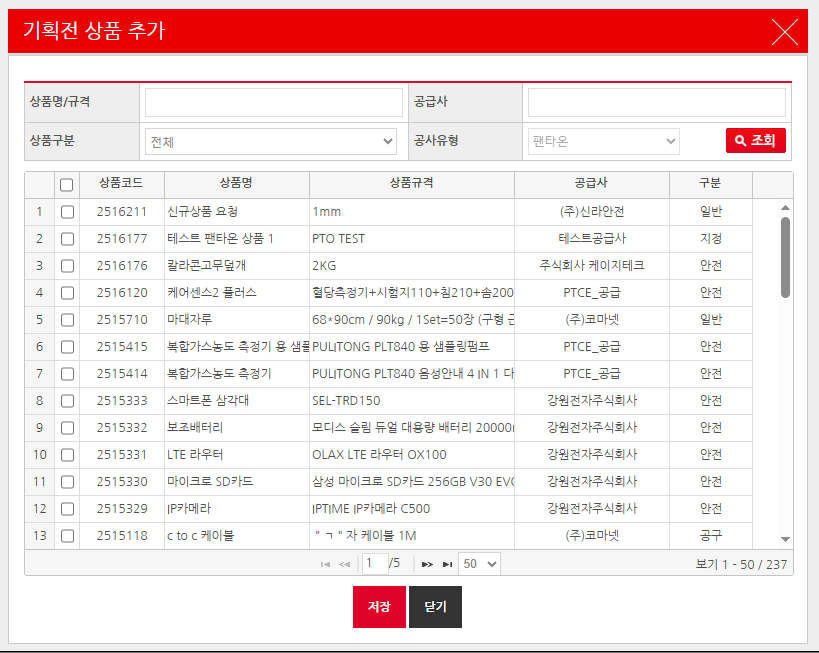 기획전 상품 추가
상품명/규격 공급사
상품구분 전체 공사유형 팬타온 조회
상품코드 상품명 상품규격 공급사 구분
1 2516211 신규상품 요청 1mm (주)신라안전 일반
2 2516177 테스트 팬타온 상품 1 PTO TEST 테스트공급사 지정
3 2516176 칼라콘고무덮개 2KG 주식회사 케이지테크 안전
4 2516120 케어센스2 플러스 혈당측정기+시험지110+침210+솜200 PTCE_공급 안전
5 2515710 마대자루 68*90cm / 90kg / 1Set=50장 (구형 (주)코마넷 일반
6 2515415 복합가스농도 측정기 용 샘플 PULITONG PLT840 용 샘플링펌프 PTCE_공급 안전
7 2515414 복합가스농도 측정기 PULITONG PLT840 음성안내 4 IN 1 다 PTCE_공급 안전
8 2515333 스마트폰 삼각대 SEL-TRD150 강원전자주식회사 안전
9 2515332 보조배터리 모디스 슬림 듀얼 대용량 배터리 20000 강원전자주식회사 안전
10 2515331 LTE 라우터 OLAX LTE 라우터 OX100 강원전자주식회사 안전
11 2515330 마이크로 SD카드 삼성 마이크로 SD카드 256GB V30 EVO 강원전자주식회사 안전
12 2515329 IP카메라 IPTIME IP카메라 C500 강원전자주식회사 안전
13 2515118 c to c 케이블 " ㄱ " 자 케이블 1M (주)코마넷 공구
1 /5 50 보기 1 - 50 / 237
저장 닫기